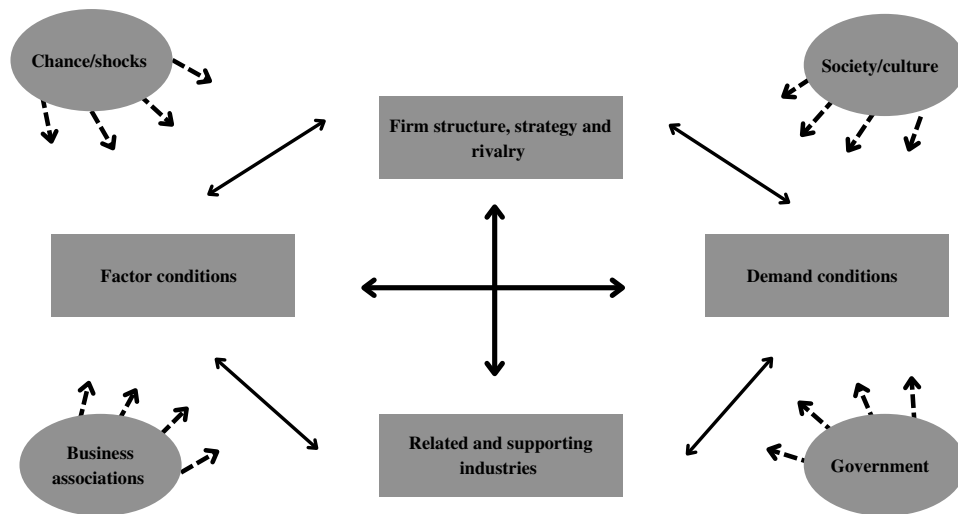 Chance/shocks
Society/culture
Firm structure, strategy and
rivalry
Factor conditions
Demand conditions
Related and supporting
industries
Business
associations
Government